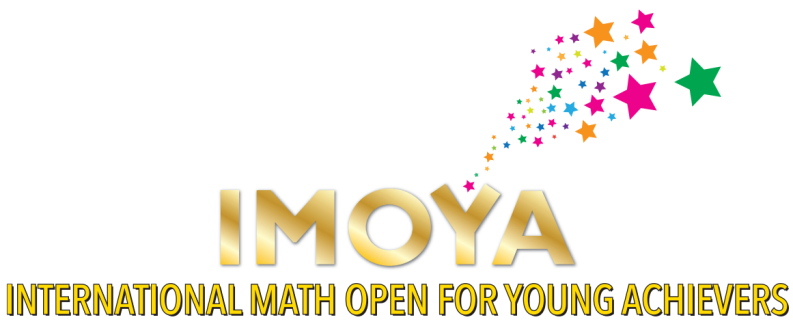 IMOYA
INTERNATIONAL MATH OPEN FOR YOUNG ACHIEVERS